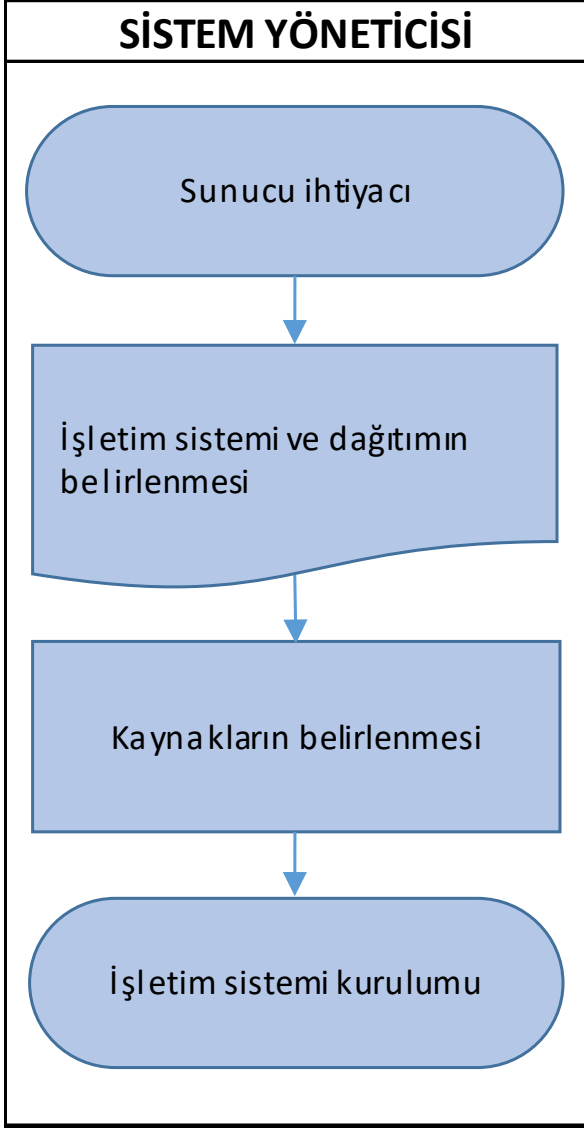 SİSTEM YÖNETİCİSİ
Sunucu ihtiyacı
İşletim sistemi ve dağıtımın
belirlenmesi
Kaynakların belirlenmesi
İşletim sistemi kurulumu